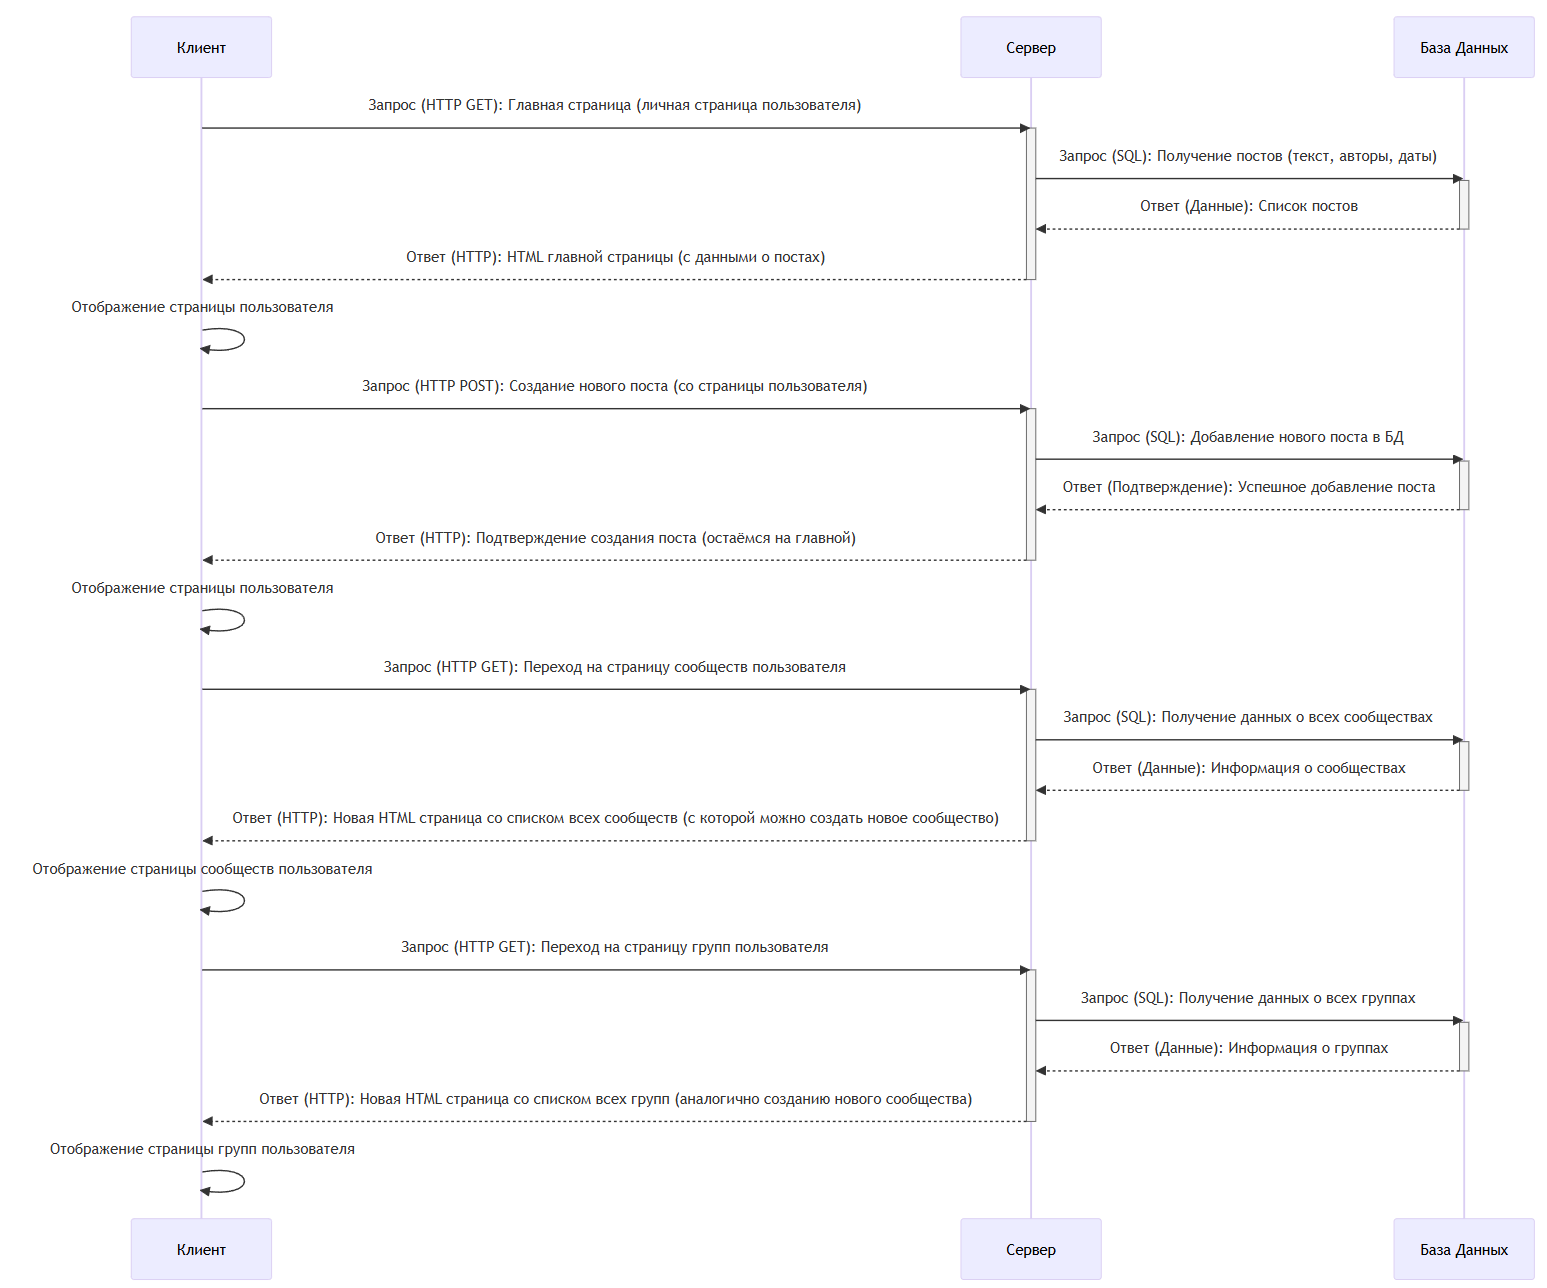 Клиент
Сервер
База Данных
Запрос (HTTP GET): Главная страница (личная страница пользователя)
Запрос (SQL): Получение постов (текст, авторы, даты)
Ответ (Данные): Список постов
Ответ (HTTP): HTML главной страницы (с данными о постах)
Отображение страницы пользователя
Запрос (HTTP POST): Создание нового поста (со страницы пользователя)
Запрос (SQL): Добавление нового поста в БД
Ответ (Подтверждение): Успешное добавление поста
Ответ (HTTP): Подтверждение создания поста (остаёмся на главной)
Отображение страницы пользователя
Запрос (HTTP GET): Переход на страницу сообществ пользователя
Запрос (SQL): Получение данных о всех сообществах
Ответ (Данные): Информация о сообществах
Ответ (HTTP): Новая HTML страница со списком всех сообществ (с которой можно создать новое сообщество)
Отображение страницы сообществ пользователя
Запрос (HTTP GET): Переход на страницу групп пользователя
Запрос (SQL): Получение данных о всех группах
Ответ (Данные): Информация о группах
Ответ (HTTP): Новая HTML страница со списком всех групп (аналогично созданию нового сообщества)
Отображение страницы групп пользователя
Клиент
Сервер
База Данных